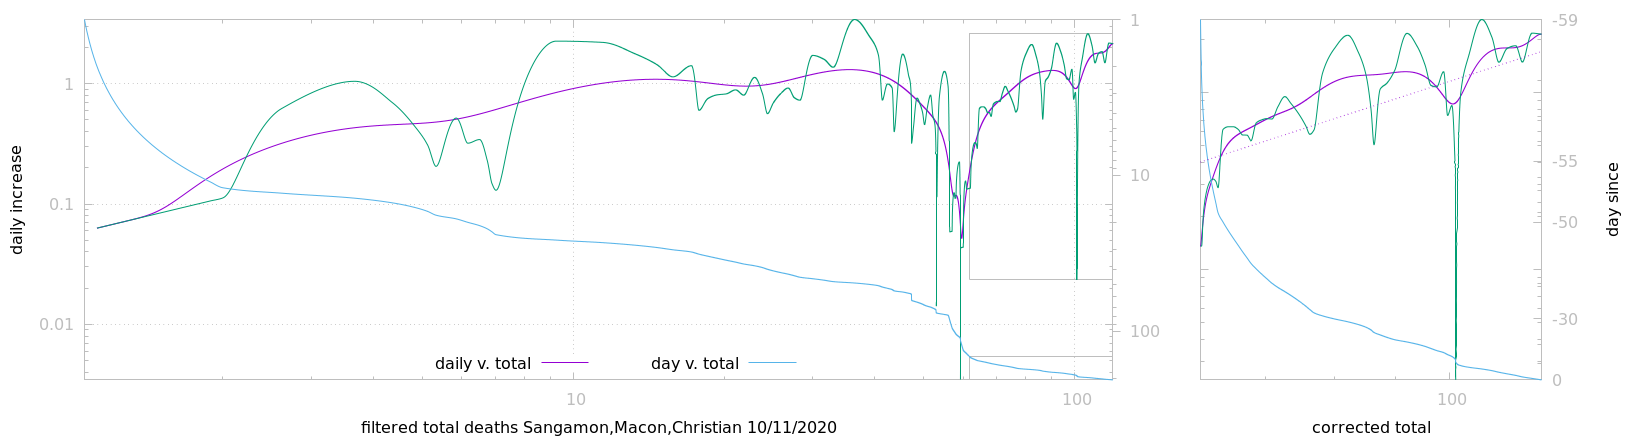 1
0.1
0.01
daily increase
1
10
100
daily v. total
day v. total
10
100
filtered total deaths Sangamon,Macon,Christian 10/11/2020
-59
-55
-50
-30
0
day since
100
corrected total